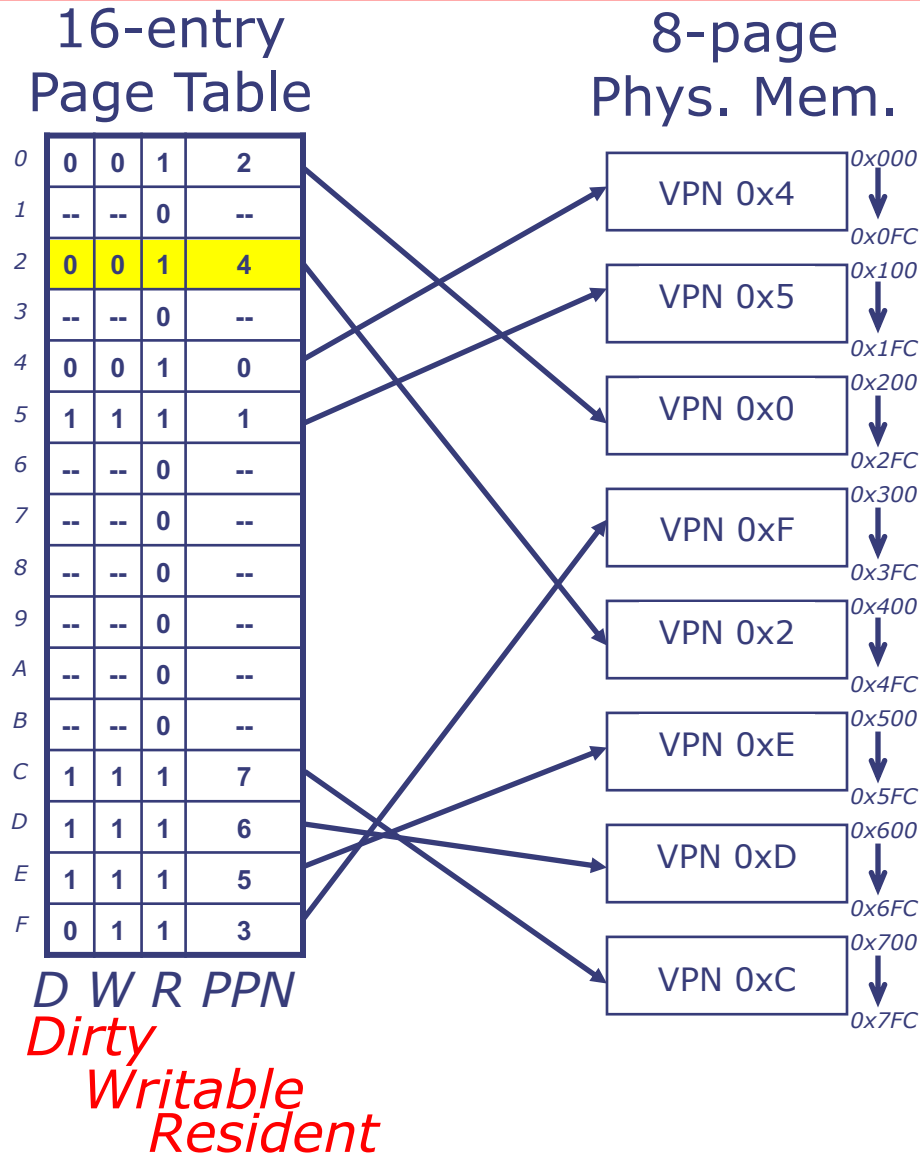 16-entry
Page Table
8-page
Phys. Mem.
0 0 0 1 2
1 -- -- 0 --
2 0 0 1 4
3 -- -- 0 --
4 0 0 1 0
5 1 1 1 1
6 -- -- 0 --
7 -- -- 0 --
8 -- -- 0 --
9 -- -- 0 --
A -- -- 0 --
B -- -- 0 --
C 1 1 1 7
D 1 1 1 6
E 1 1 1 5
F 0 1 1 3
D W R PPN
Dirty
Writable
Resident
0x000
VPN 0x4
0x0FC
0x100
VPN 0x5
0x1FC
0x200
VPN 0x0
0x2FC
0x300
VPN 0xF
0x3FC
0x400
VPN 0x2
0x4FC
0x500
VPN 0xE
0x5FC
0x600
VPN 0xD
0x6FC
0x700
VPN 0xC
0x7FC